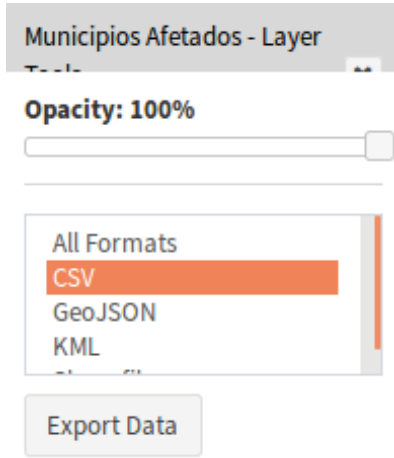 Municipios Afetados - Layer
Opacity: 100%
All Formats
CSV
GeoJSON
KML
Export Data